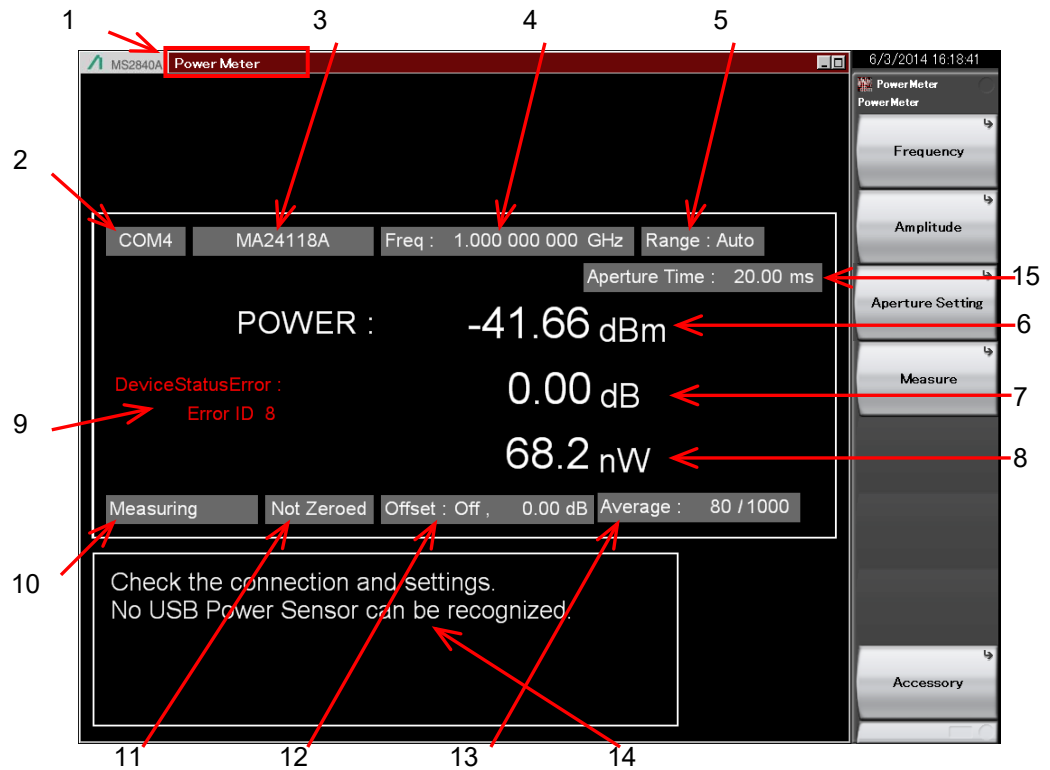 1
3
4
5
MS2840A Power Meter
6/3/2014 16:18:41
Power Meter
Power Meter
Frequency
2
Amplitude
COM4 MA24118A Freq : 1.000 000 000 GHz Range : Auto
Aperture Time : 20.00 ms
15
Aperture Setting
POWER : -41.66 dBm
6
Measure
DeviceStatusError :
Error ID 8
0.00 dB
7
9
68.2 nW
8
Measuring Not Zeroed Offset : Off , 0.00 dB Average : 80 / 1000
10
Check the connection and settings.
No USB Power Sensor can be recognized.
Accessory
11
12
13
14